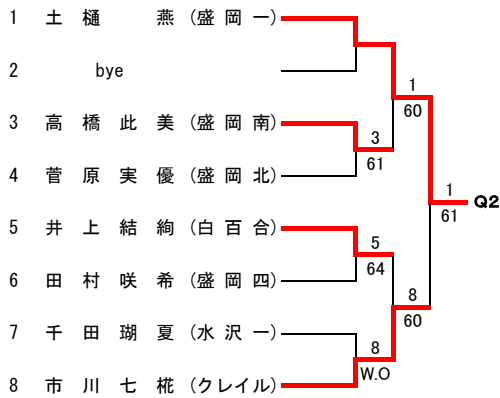 1 土樋 燕 (盛岡一)
1
2 bye
60
3 高橋此美 (盛岡南)
3
61
4 菅原実優 (盛岡北)
1
Q2
61
5 井上結絢 (白百合)
5
64
6 田村咲希 (盛岡四)
8
60
7 千田瑚夏 (水沢一)
8
W.O
8 市川七椛 (クレイル)